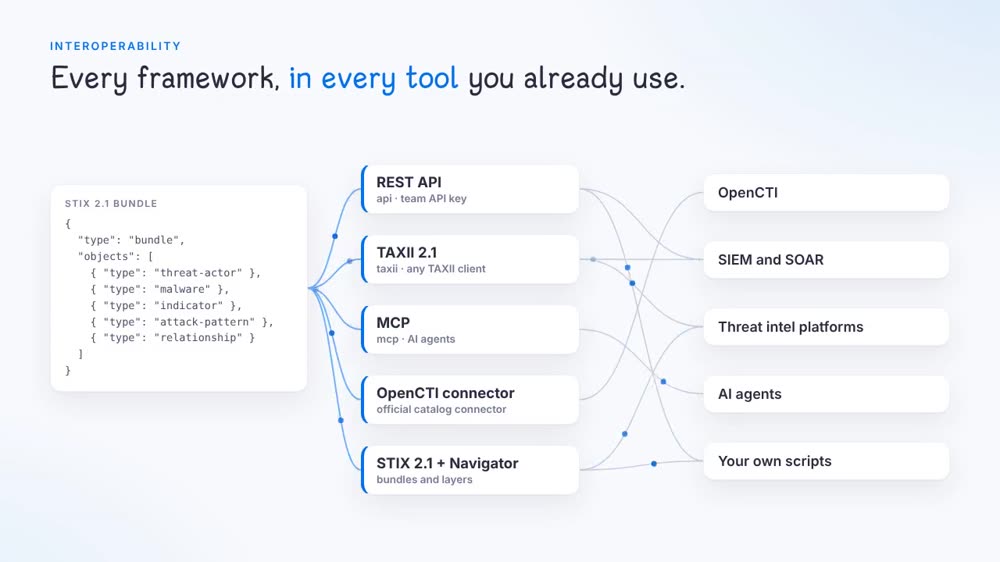 INTEROPERABILITY
Every framework, in every tool you already use.
STIX 2.1 BUNDLE
{
  "type": "bundle",
  "objects": [
    { "type": "threat-actor" },
    { "type": "malware" },
    { "type": "indicator" },
    { "type": "attack-pattern" },
    { "type": "relationship" }
  ]
}
REST API
api · team API key
TAXII 2.1
taxii · any TAXII client
MCP
mcp · AI agents
OpenCTI connector
official catalog connector
STIX 2.1 + Navigator
bundles and layers
OpenCTI
SIEM and SOAR
Threat intel platforms
AI agents
Your own scripts